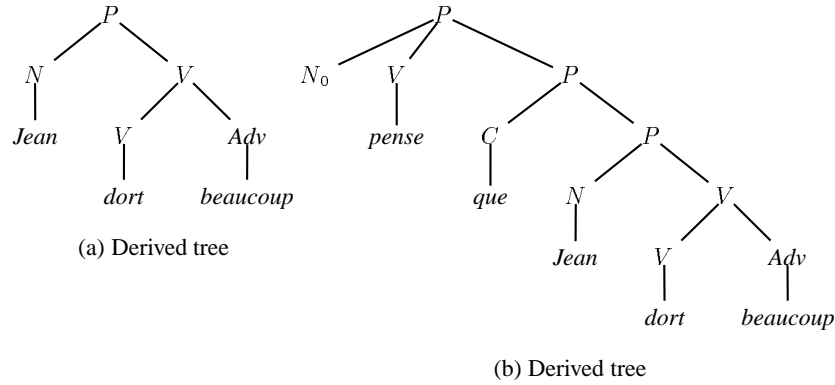 P P
N V N₀ V P
Jean V Adv pense C P
dort beaucoup que N V
(a) Derived tree Jean V Adv
dort beaucoup
(b) Derived tree